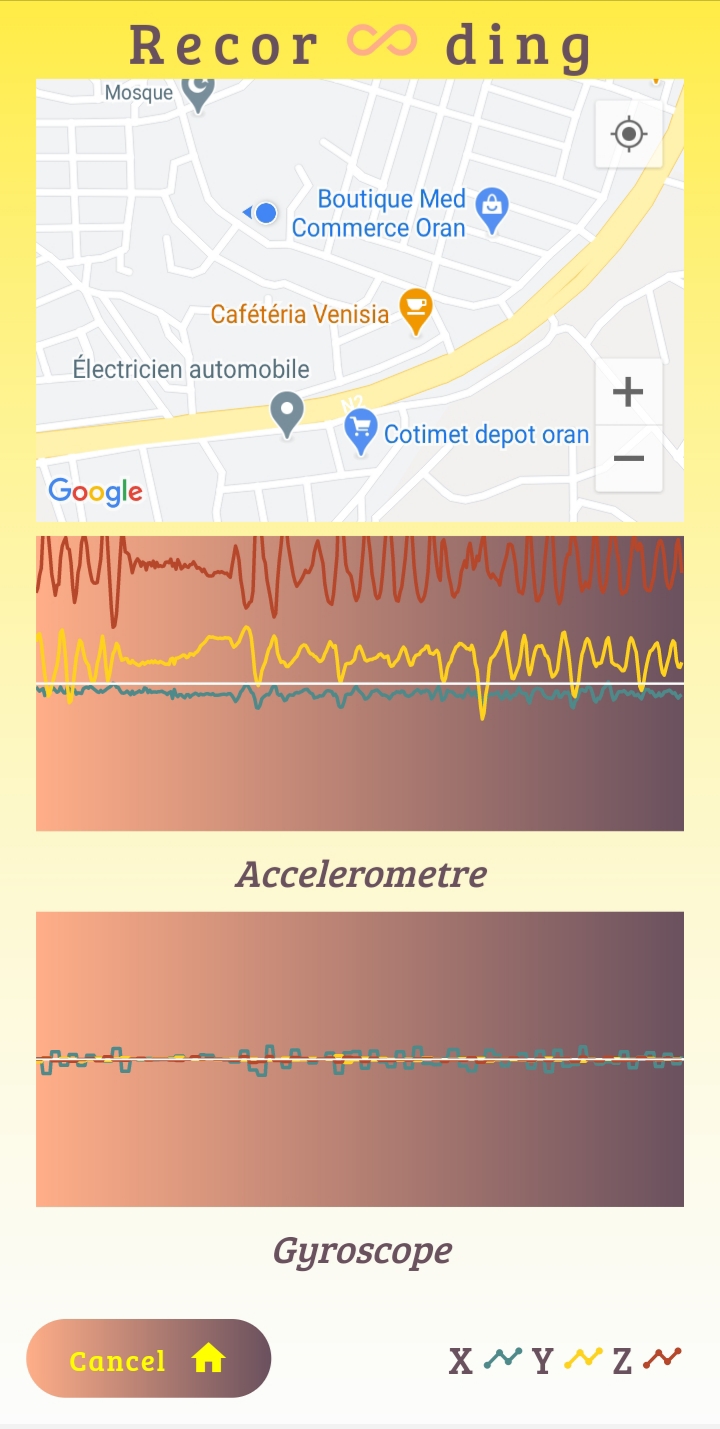 Recor ding
Mosque
Boutique Med
Commerce Oran
Cafétéria Venisia
Électricien automobile
N2
Cotimet depot oran
Google
Accelerometre
Gyroscope
Cancel
X Y Z